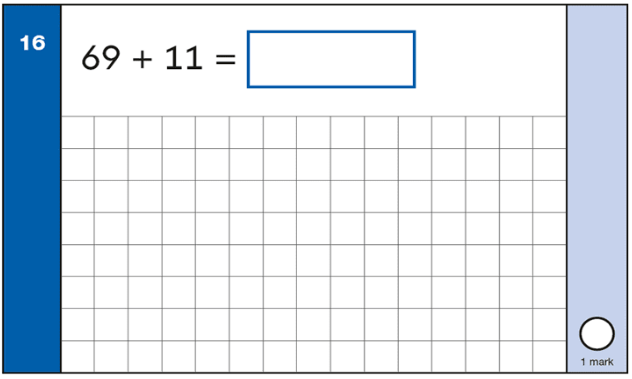 16
69 + 11 =
1 mark